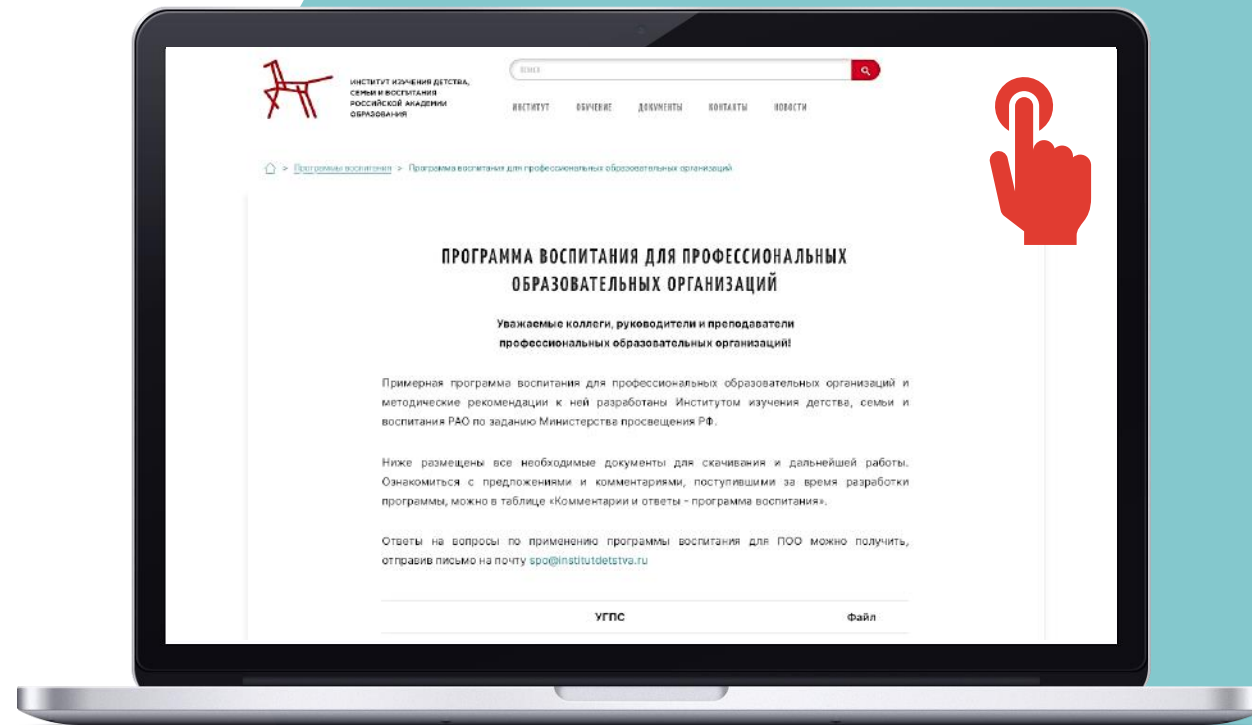 ИНСТИТУТ ИЗУЧЕНИЯ ДЕТСТВА,
СЕМЬИ И ВОСПИТАНИЯ
РОССИЙСКОЙ АКАДЕМИИ
ОБРАЗОВАНИЯ
ПОИСК
ИНСТИТУТ ОБУЧЕНИЕ ДОКУМЕНТЫ КОНТАКТЫ НОВОСТИ
> Программы воспитания > Программа воспитания для профессиональных образовательных организаций
ПРОГРАММА ВОСПИТАНИЯ ДЛЯ ПРОФЕССИОНАЛЬНЫХ
ОБРАЗОВАТЕЛЬНЫХ ОРГАНИЗАЦИЙ
Уважаемые коллеги, руководители и преподаватели
профессиональных образовательных организаций!
Примерная программа воспитания для профессиональных образовательных организаций и
методические рекомендации к ней разработаны Институтом изучения детства, семьи и
воспитания РАО по заданию Министерства просвещения РФ.
Ниже размещены все необходимые документы для скачивания и дальнейшей работы.
Ознакомиться с предложениями и комментариями, поступившими за время разработки
программы, можно в таблице «Комментарии и ответы – программа воспитания».
Ответы на вопросы по применению программы воспитания для ПОО можно получить,
отправив письмо на почту spo@institutdetstva.ru
УГПС Файл